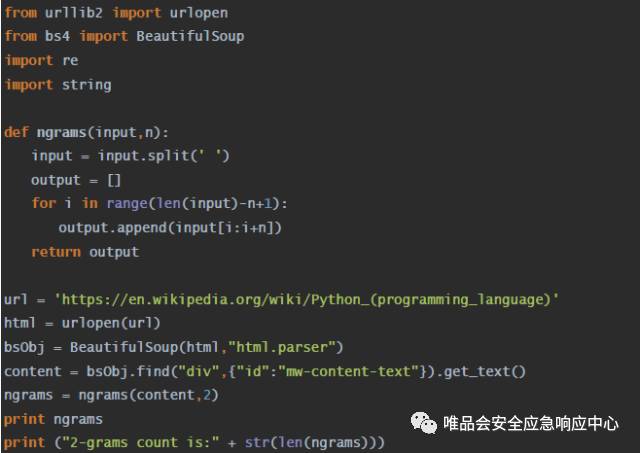 from urllib2 import urlopen
from bs4 import BeautifulSoup
import re
import string
def ngrams(input,n):
    input = input.split(' ')
    output = []
    for i in range(len(input)-n+1):
        output.append(input[i:i+n])
    return output
url = 'https://en.wikipedia.org/wiki/Python_(programming_language)'
html = urlopen(url)
bsObj = BeautifulSoup(html,"html.parser")
content = bsObj.find("div",{"id":"mw-content-text"}).get_text()
ngrams = ngrams(content,2)
print ngrams
print ("2-grams count is:" + str(len(ngrams)))
唯品会安全应急响应中心